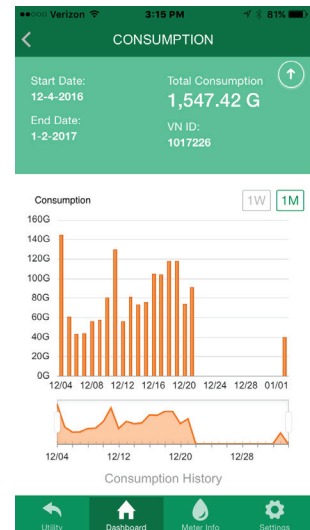 Verizon 3:15 PM 81%
CONSUMPTION
Start Date:
12-4-2016
End Date:
1-2-2017
Total Consumption
1,547.42 G
VN ID:
1017226
Consumption 1W 1M
160G
140G
120G
100G
80G
60G
40G
20G
0G
12/04 12/08 12/12 12/16 12/20 12/24 12/28 01/01
12/04 12/12 12/20 12/28
Consumption History
Utility Dashboard Meter Info Settings